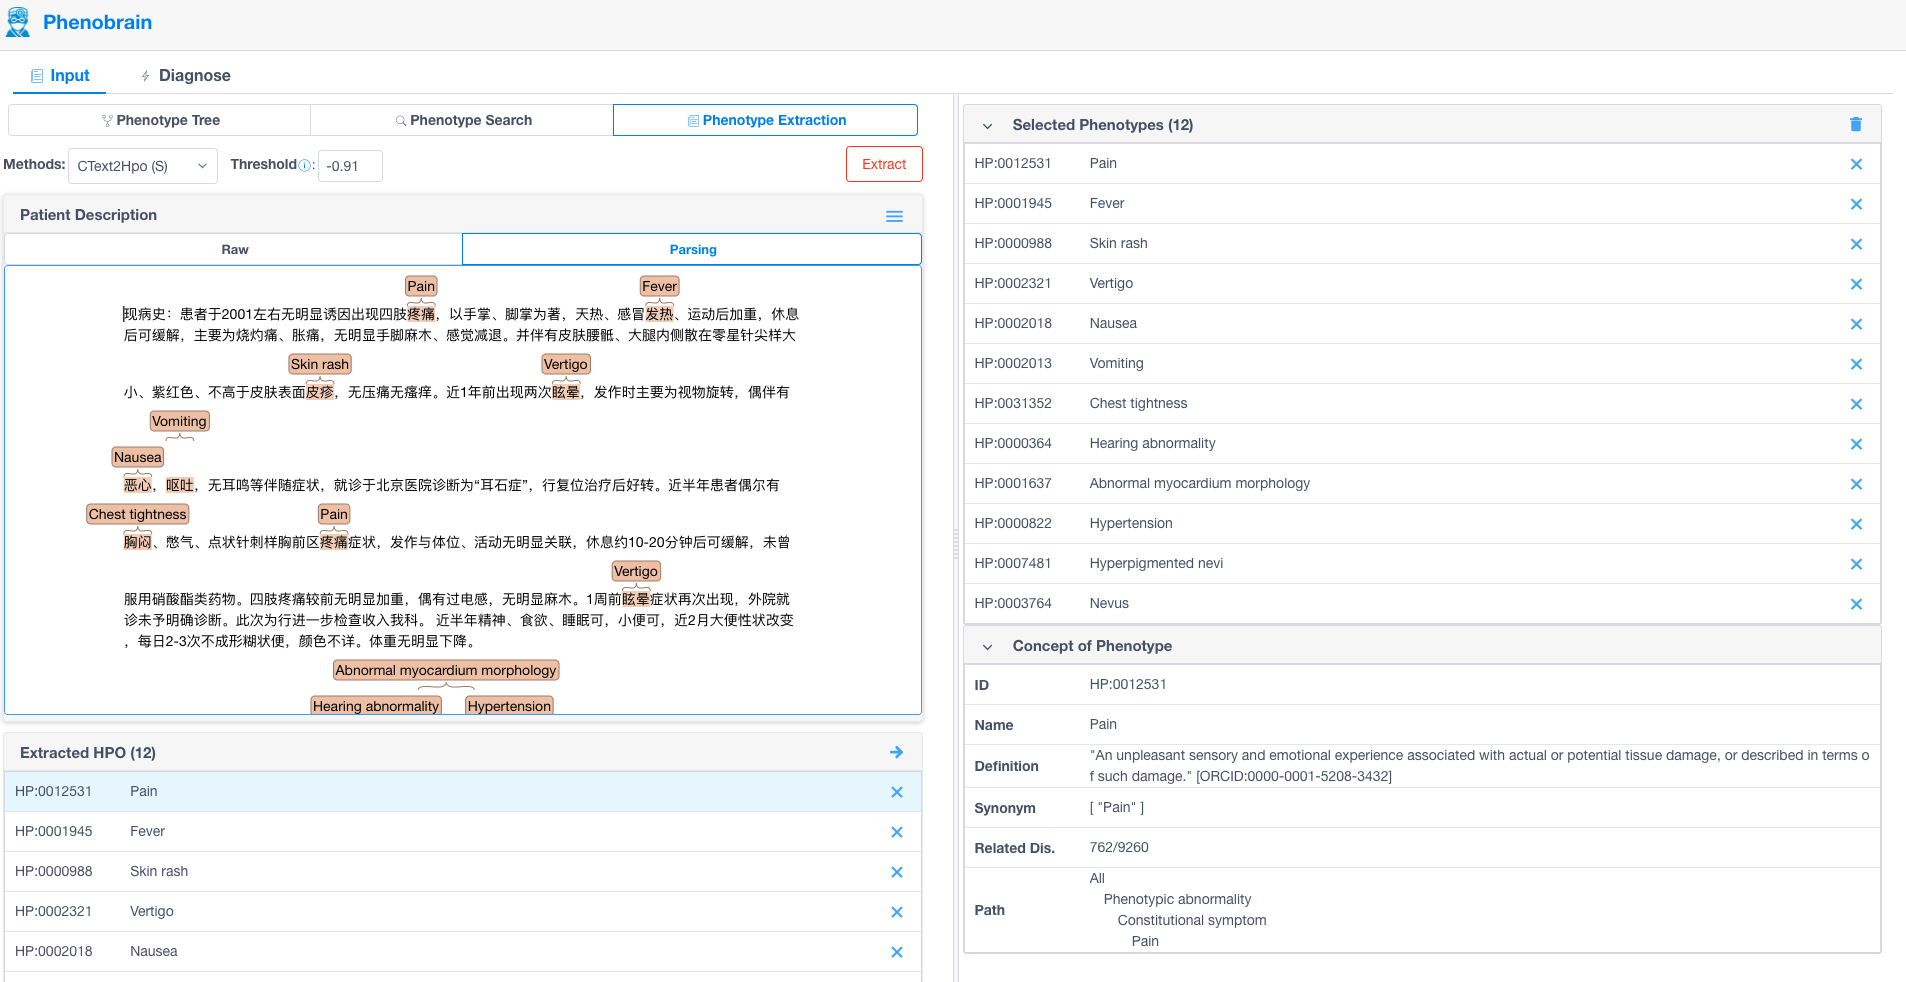 Phenobrain
Input
Diagnose
Phenotype Tree
Phenotype Search
Phenotype Extraction
Methods: CText2Hpo (S) Threshold: -0.91
Extract
Patient Description
Raw
Parsing
Pain Fever
现病史：患者于2001左右无明显诱因出现四肢疼痛，以手掌、脚掌为著，天热、感冒发热、运动后加重，休息
后可缓解，主要为烧灼痛、胀痛，无明显手脚麻木、感觉减退。并伴有皮肤腰骶、大腿内侧散在零星针尖样大
Skin rash Vertigo
小、紫红色、不高于皮肤表面皮疹，无压痛无瘙痒。近1年前出现两次眩晕，发作时主要为视物旋转，偶伴有
Vomiting
Nausea
恶心，呕吐，无耳鸣等伴随症状，就诊于北京医院诊断为“耳石症”，行复位治疗后好转。近半年患者偶尔有
Chest tightness Pain
胸闷、憋气、点状针刺样胸前区疼痛症状，发作与体位、活动无明显关联，休息约10-20分钟后可缓解，未曾
Vertigo
服用硝酸酯类药物。四肢疼痛较前无明显加重，偶有过电感，无明显麻木。1周前眩晕症状再次出现，外院就
诊未予明确诊断。此次为行进一步检查收入我科。 近半年精神、食欲、睡眠可，小便可，近2月大便性状改变
，每日2-3次不成形糊状便，颜色不详。体重无明显下降。
Abnormal myocardium morphology
Hearing abnormality Hypertension
Extracted HPO (12)
HP:0012531 Pain
HP:0001945 Fever
HP:0000988 Skin rash
HP:0002321 Vertigo
HP:0002018 Nausea
Selected Phenotypes (12)
HP:0012531 Pain
HP:0001945 Fever
HP:0000988 Skin rash
HP:0002321 Vertigo
HP:0002018 Nausea
HP:0002013 Vomiting
HP:0031352 Chest tightness
HP:0000364 Hearing abnormality
HP:0001637 Abnormal myocardium morphology
HP:0000822 Hypertension
HP:0007481 Hyperpigmented nevi
HP:0003764 Nevus
Concept of Phenotype
ID HP:0012531
Name Pain
Definition "An unpleasant sensory and emotional experience associated with actual or potential tissue damage, or described in terms o
f such damage." [ORCID:0000-0001-5208-3432]
Synonym [ "Pain" ]
Related Dis. 762/9260
Path All
Phenotypic abnormality
Constitutional symptom
Pain